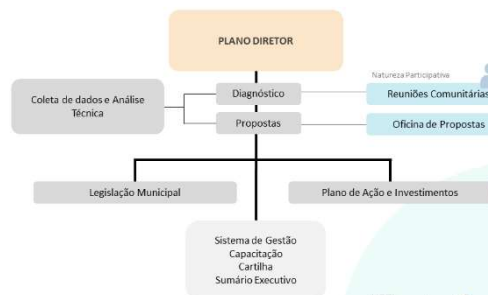 PLANO DIRETOR
Natureza Participativa
Diagnóstico
Reuniões Comunitárias
Coleta de dados e Análise
Técnica
Propostas
Oficina de Propostas
Legislação Municipal
Plano de Ação e Investimentos
Sistema de Gestão
Capacitação
Cartilha
Sumário Executivo